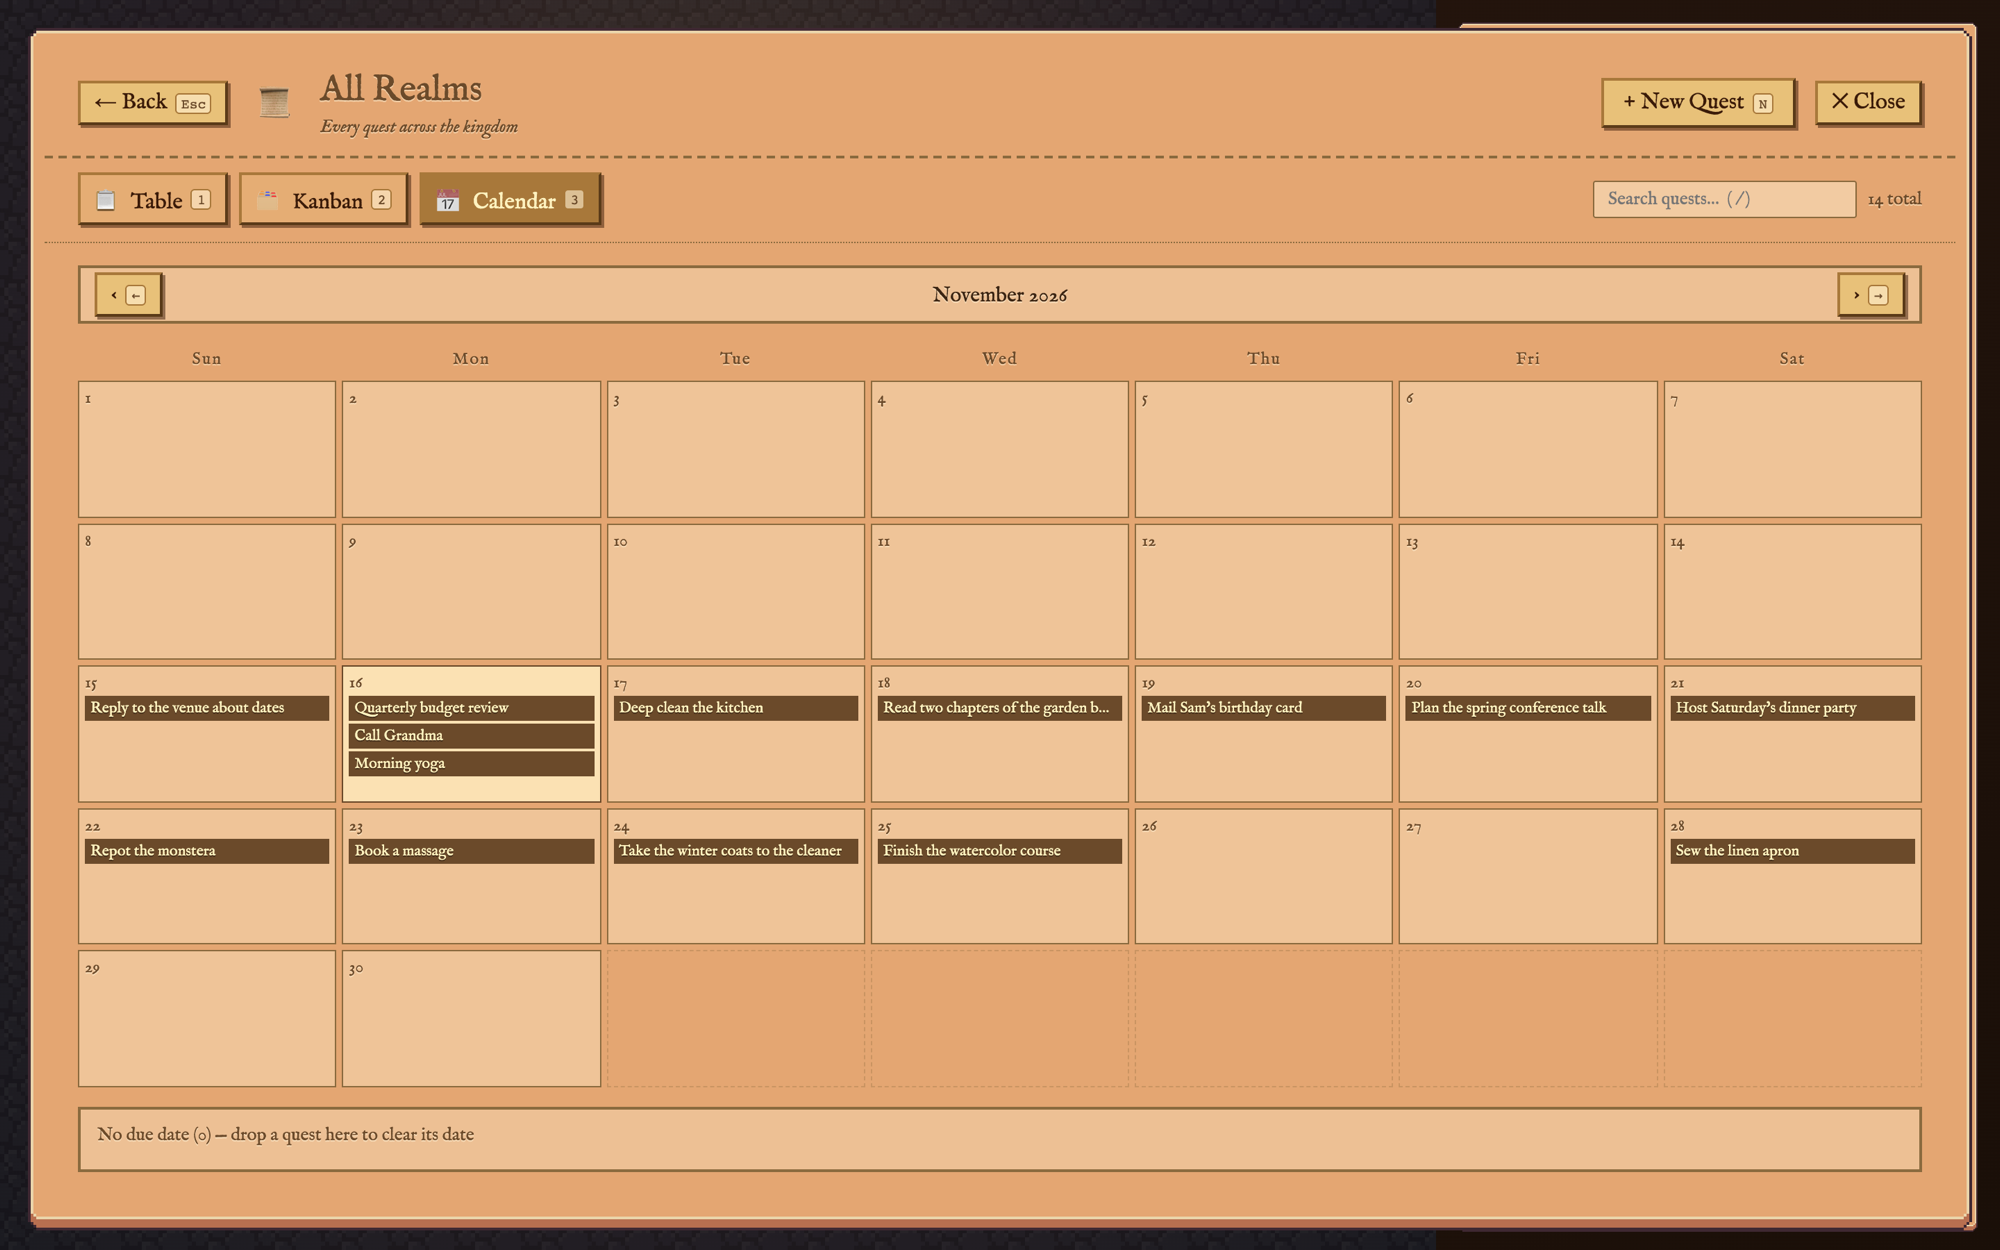 ← Back Esc
All Realms
Every quest across the kingdom
+ New Quest N
✕ Close
Table 1
17 Calendar 3
Kanban 2
Search quests... (/)
14 total
‹ ←
November 2026
› →
Sun Mon Tue Wed Thu Fri Sat
1 2 3 4 5 6 7
8 9 10 11 12 13 14
15 16 17 18 19 20 21
Reply to the venue about dates
Quarterly budget review
Call Grandma
Morning yoga
Deep clean the kitchen
Read two chapters of the garden b...
Mail Sam's birthday card
Plan the spring conference talk
Host Saturday's dinner party
22 23 24 25 26 27 28
Repot the monstera
Book a massage
Take the winter coats to the cleaner
Finish the watercolor course
Sew the linen apron
29 30
No due date (0) – drop a quest here to clear its date